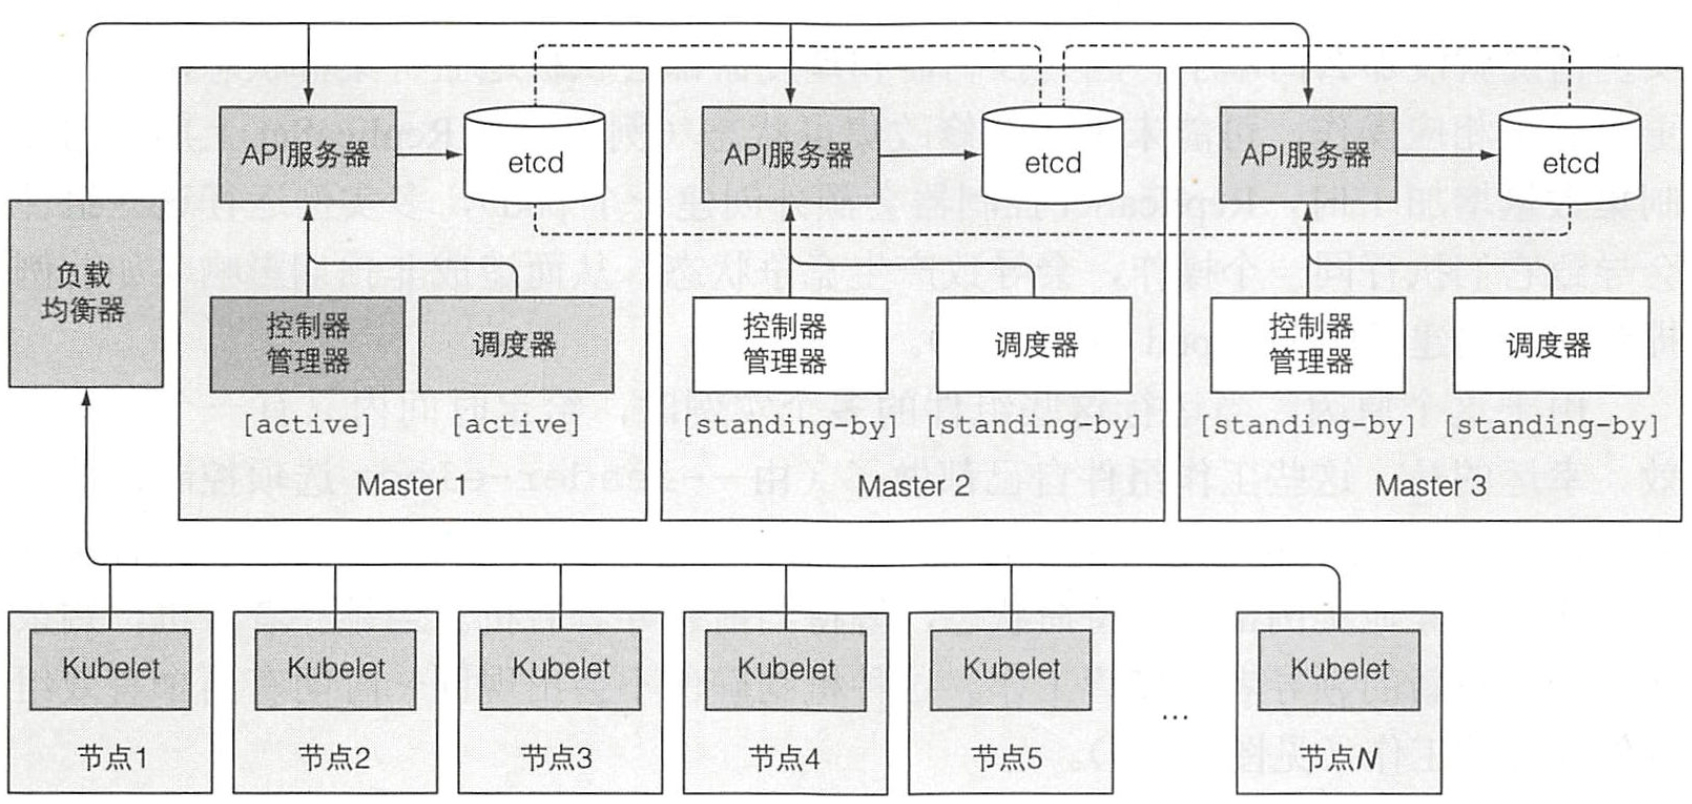 API服务器
etcd
API服务器
etcd
API服务器
etcd
负载
均衡器
控制器
管理器
调度器
控制器
管理器
调度器
控制器
管理器
调度器
[active]
[active]
[standing-by]
[standing-by]
[standing-by]
[standing-by]
Master 1
Master 2
Master 3
Kubelet
Kubelet
Kubelet
Kubelet
Kubelet
Kubelet
...
节点1
节点2
节点3
节点4
节点5
节点N